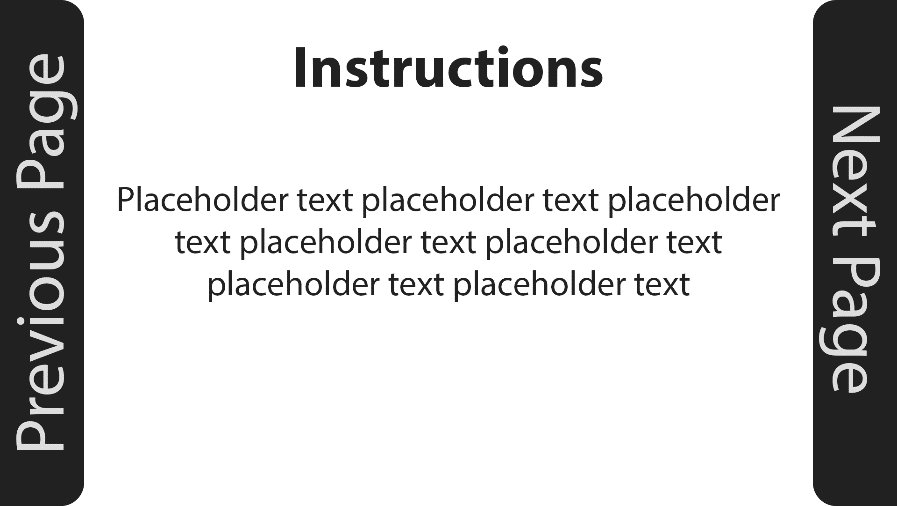 Previous Page
Instructions
Placeholder text placeholder text placeholder
text placeholder text placeholder text
placeholder text placeholder text
Next Page